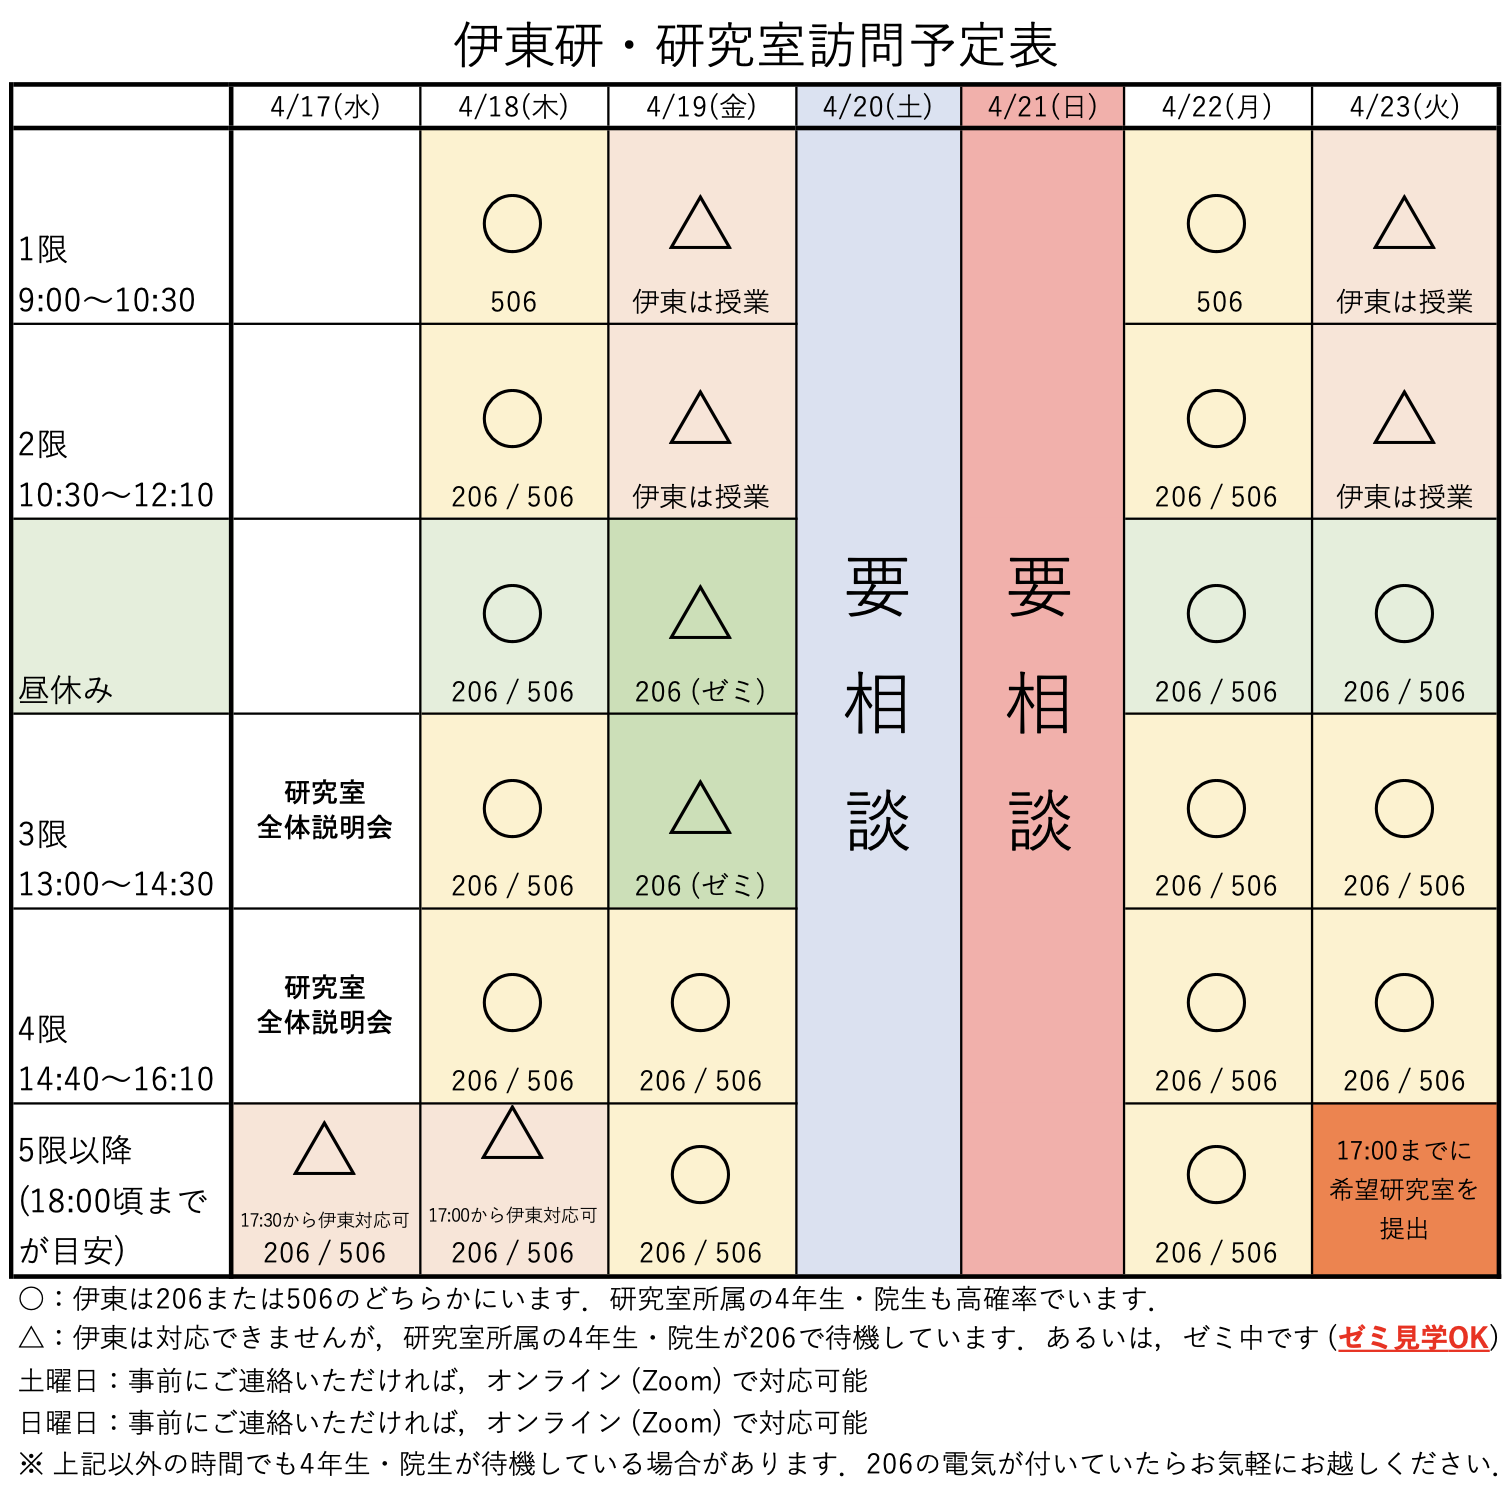 伊東研・研究室訪問予定表
4/17(水) 4/18(木) 4/19(金) 4/20(土) 4/21(日) 4/22(月) 4/23(火)
1限
9:00〜10:30
○ △ ○ △
506 伊東は授業 506 伊東は授業
2限
10:30〜12:10
○ △ ○ △
206 / 506 伊東は授業 206 / 506 伊東は授業
要相談 要相談
昼休み
○ △ ○ ○
206 / 506 206 (ゼミ) 206 / 506 206 / 506
3限
13:00〜14:30
研究室
全体説明会
○ △ ○ ○
206 / 506 206 (ゼミ) 206 / 506 206 / 506
4限
14:40〜16:10
研究室
全体説明会
○ ○ ○ ○
206 / 506 206 / 506 206 / 506 206 / 506
5限以降
(18:00頃まで
が目安)
△
17:30から伊東対応可
206 / 506
△
17:00から伊東対応可
206 / 506
○
206 / 506
○
206 / 506
17:00までに
希望研究室を
提出
○：伊東は206または506のどちらかにいます．研究室所属の4年生・院生も高確率でいます．
△：伊東は対応できませんが，研究室所属の4年生・院生が206で待機しています．あるいは，ゼミ中です (ゼミ見学OK)
土曜日：事前にご連絡いただければ，オンライン (Zoom) で対応可能
日曜日：事前にご連絡いただければ，オンライン (Zoom) で対応可能
※ 上記以外の時間でも4年生・院生が待機している場合があります．206の電気が付いていたらお気軽にお越しください．